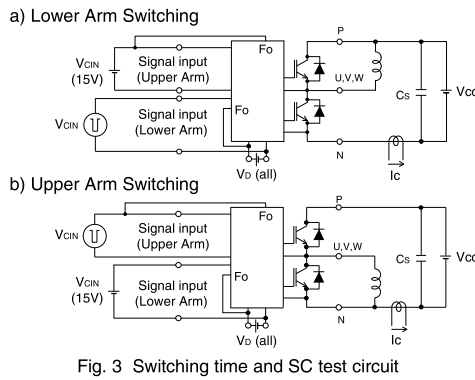 a) Lower Arm Switching
P
Fo
VCIN
(15V)
Signal input
(Upper Arm)
U,V,W
CS
VCC
Signal input
(Lower Arm)
Fo
VCIN
N
VD (all)
Ic
b) Upper Arm Switching
P
Fo
VCIN
Signal input
(Upper Arm)
U,V,W
CS
VCC
VCIN
(15V)
Signal input
(Lower Arm)
Fo
N
VD (all)
Ic
Fig. 3 Switching time and SC test circuit